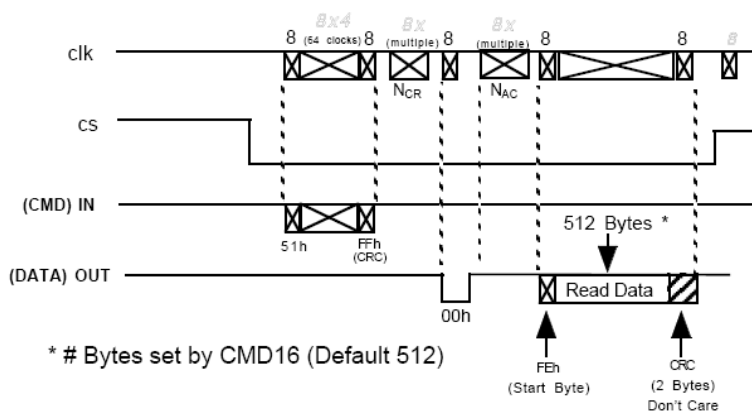 8x4 8x 8x
8 (64 clocks) 8 (multiple) 8 (multiple) 8 8 8
clk
NCR NAC
cs
(CMD) IN
51h FFh
(CRC)
512 Bytes *
(DATA) OUT
Read Data
00h
* # Bytes set by CMD16 (Default 512)
FEh
(Start Byte)
CRC
(2 Bytes)
Don't Care